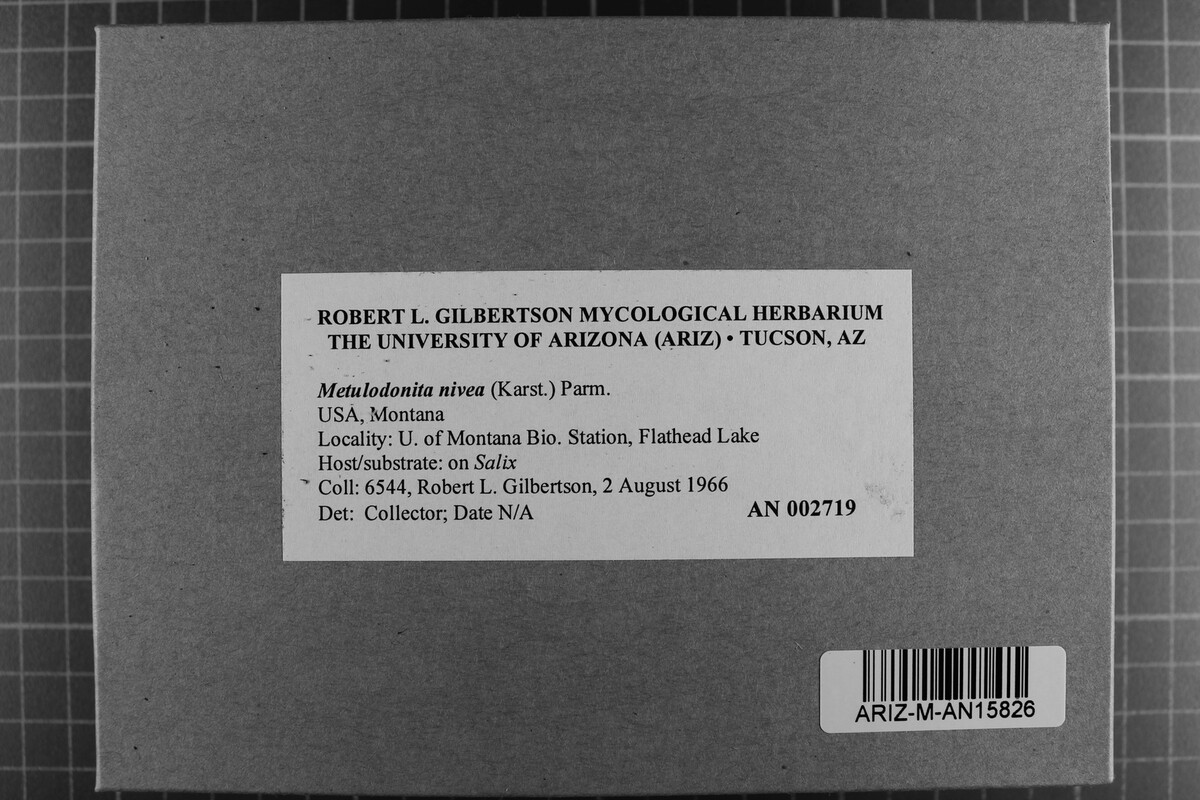 ROBERT L. GILBERTSON MYCOLOGICAL HERBARIUM
THE UNIVERSITY OF ARIZONA (ARIZ) • TUCSON, AZ
Metulodonita nivea (Karst.) Parm.
USA, Montana
Locality: U. of Montana Bio. Station, Flathead Lake
Host/substrate: on Salix
Coll: 6544, Robert L. Gilbertson, 2 August 1966
Det: Collector; Date N/A
AN 002719
ARIZ-M-AN15826